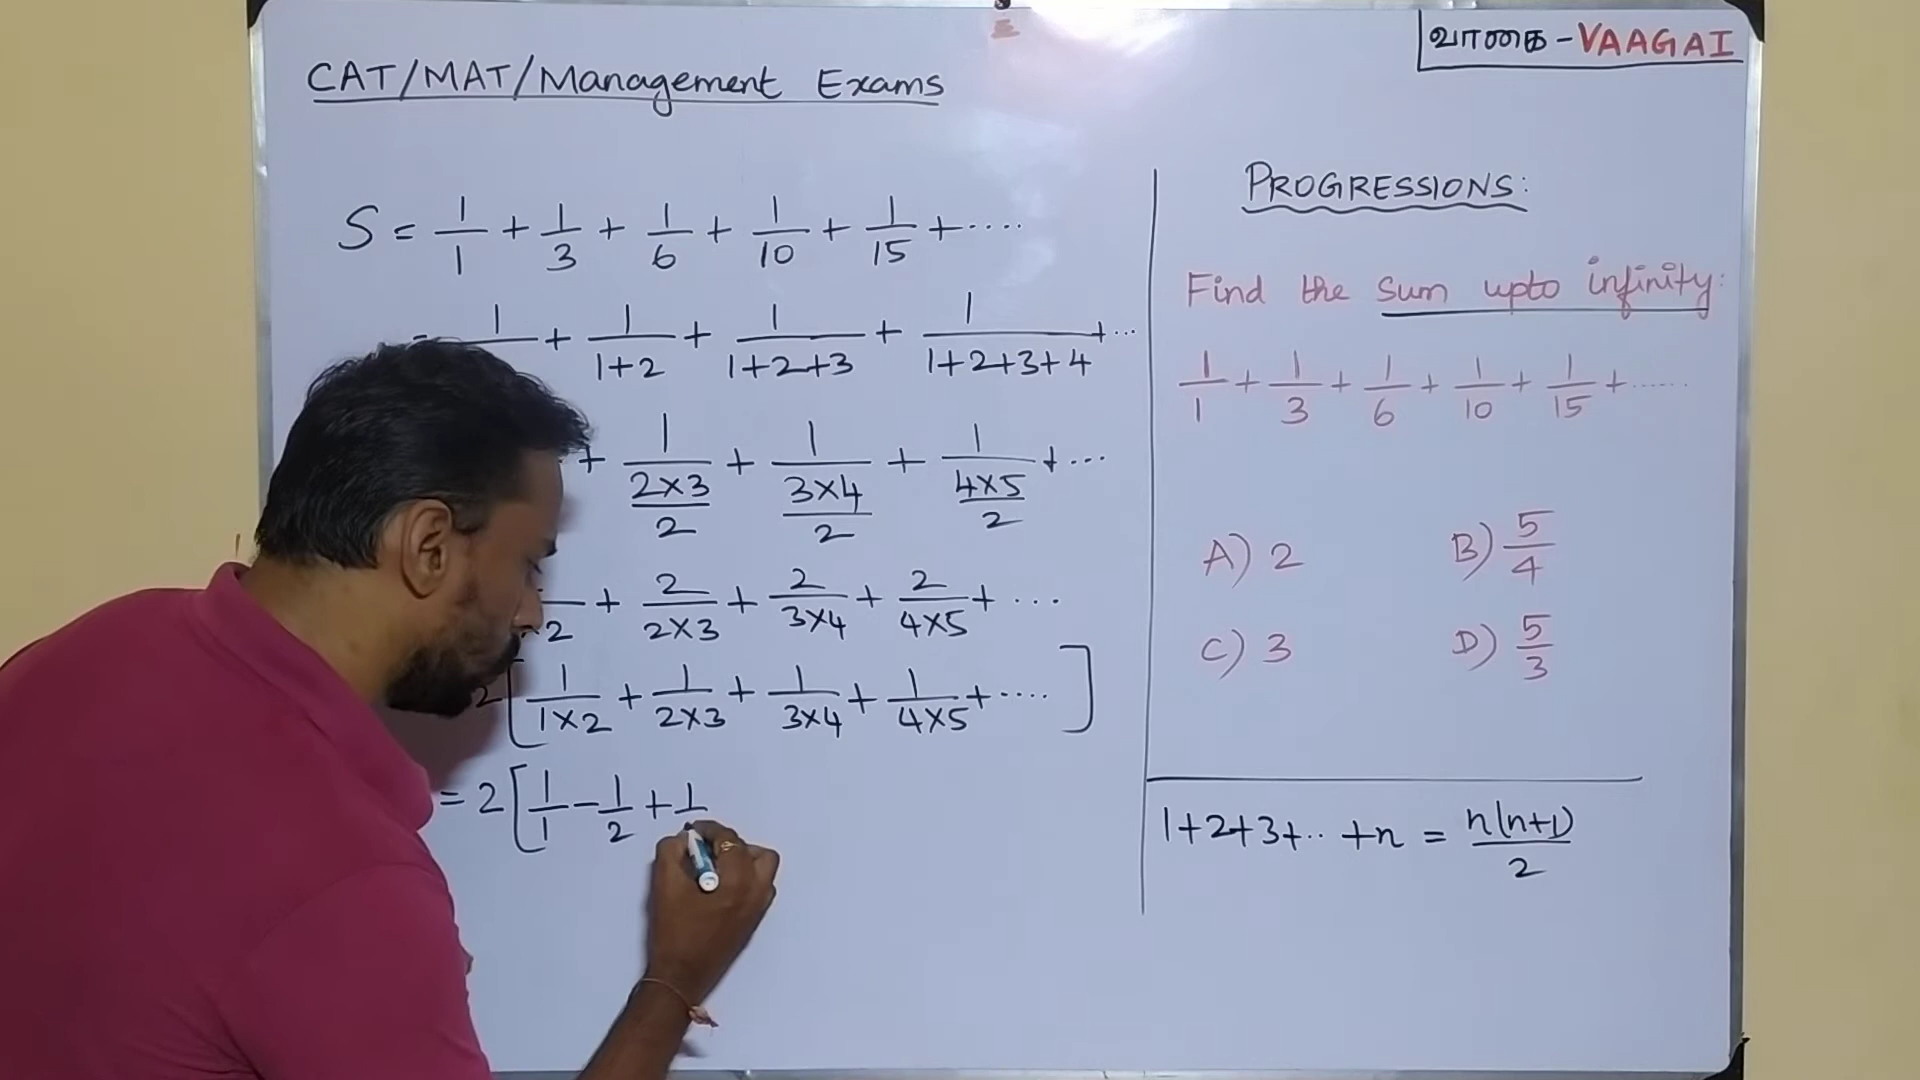 வாகை - VAAGAI
CAT/MAT/Management Exams
S = 1/1 + 1/3 + 1/6 + 1/10 + 1/15 + ....
= 1/ + 1/1+2 + 1/1+2+3 + 1/1+2+3+4 + ...
+ 1/(2×3/2) + 1/(3×4/2) + 1/(4×5/2) + ...
×2 + 2/2×3 + 2/3×4 + 2/4×5 + ...
2[1/1×2 + 1/2×3 + 1/3×4 + 1/4×5 + ....]
= 2[1/1 - 1/2 + 1/
PROGRESSIONS:
Find the sum upto infinity:
1/1 + 1/3 + 1/6 + 1/10 + 1/15 + ......
A) 2 B) 5/4
C) 3 D) 5/3
1+2+3+.. +n = n(n+1)/2